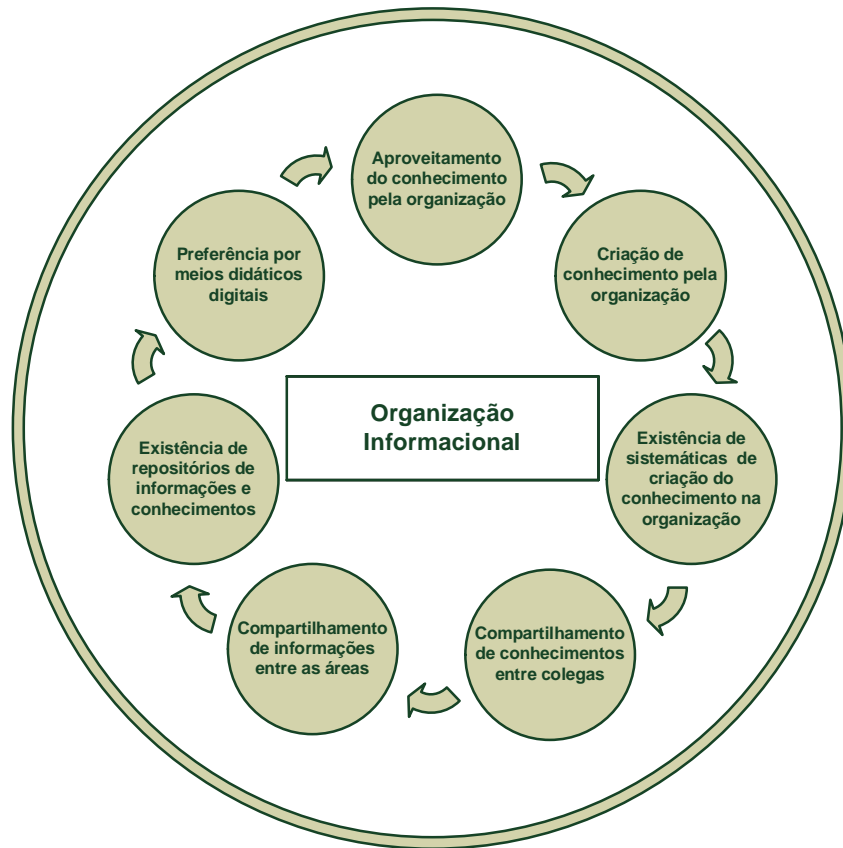 Aproveitamento
do conhecimento
pela organização
Criação de
conhecimento pela
organização
Existência de
sistemáticas de
criação do
conhecimento na
organização
Compartilhamento
de conhecimentos
entre colegas
Compartilhamento
de informações
entre as áreas
Existência de
repositórios de
informações e
conhecimentos
Preferência por
meios didáticos
digitais
Organização
Informacional